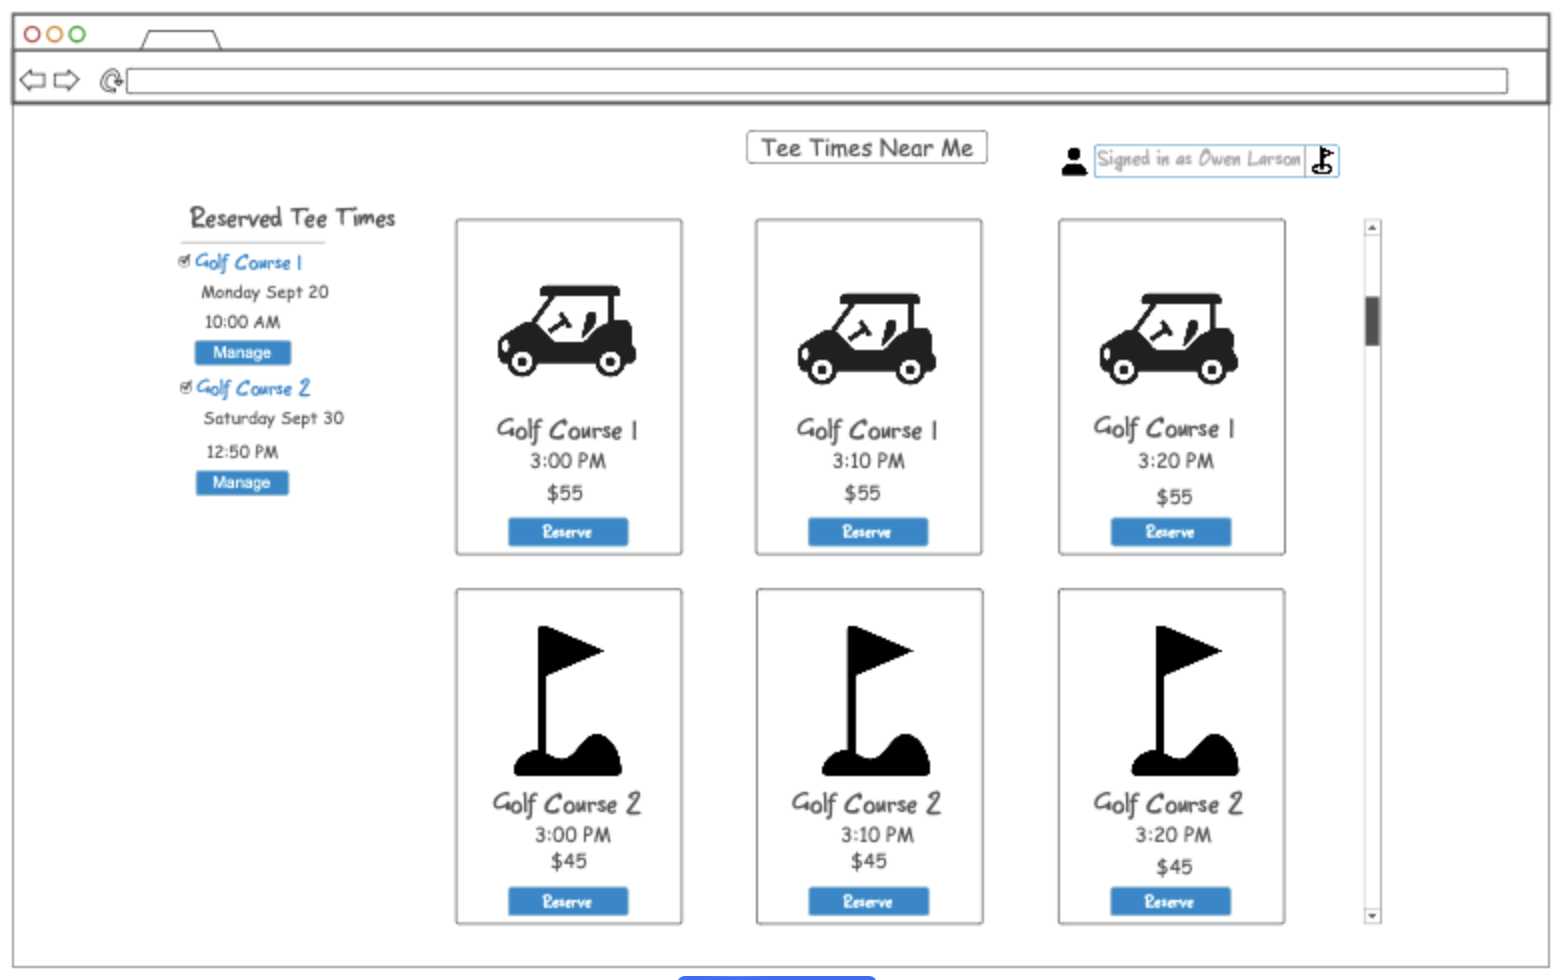 Tee Times Near Me
Signed in as Owen Larson
Reserved Tee Times
Golf Course 1
Monday Sept 20
10:00 AM
Manage
Golf Course 2
Saturday Sept 30
12:50 PM
Manage
Golf Course 1
3:00 PM
$55
Reserve
Golf Course 1
3:10 PM
$55
Reserve
Golf Course 1
3:20 PM
$55
Reserve
Golf Course 2
3:00 PM
$45
Reserve
Golf Course 2
3:10 PM
$45
Reserve
Golf Course 2
3:20 PM
$45
Reserve